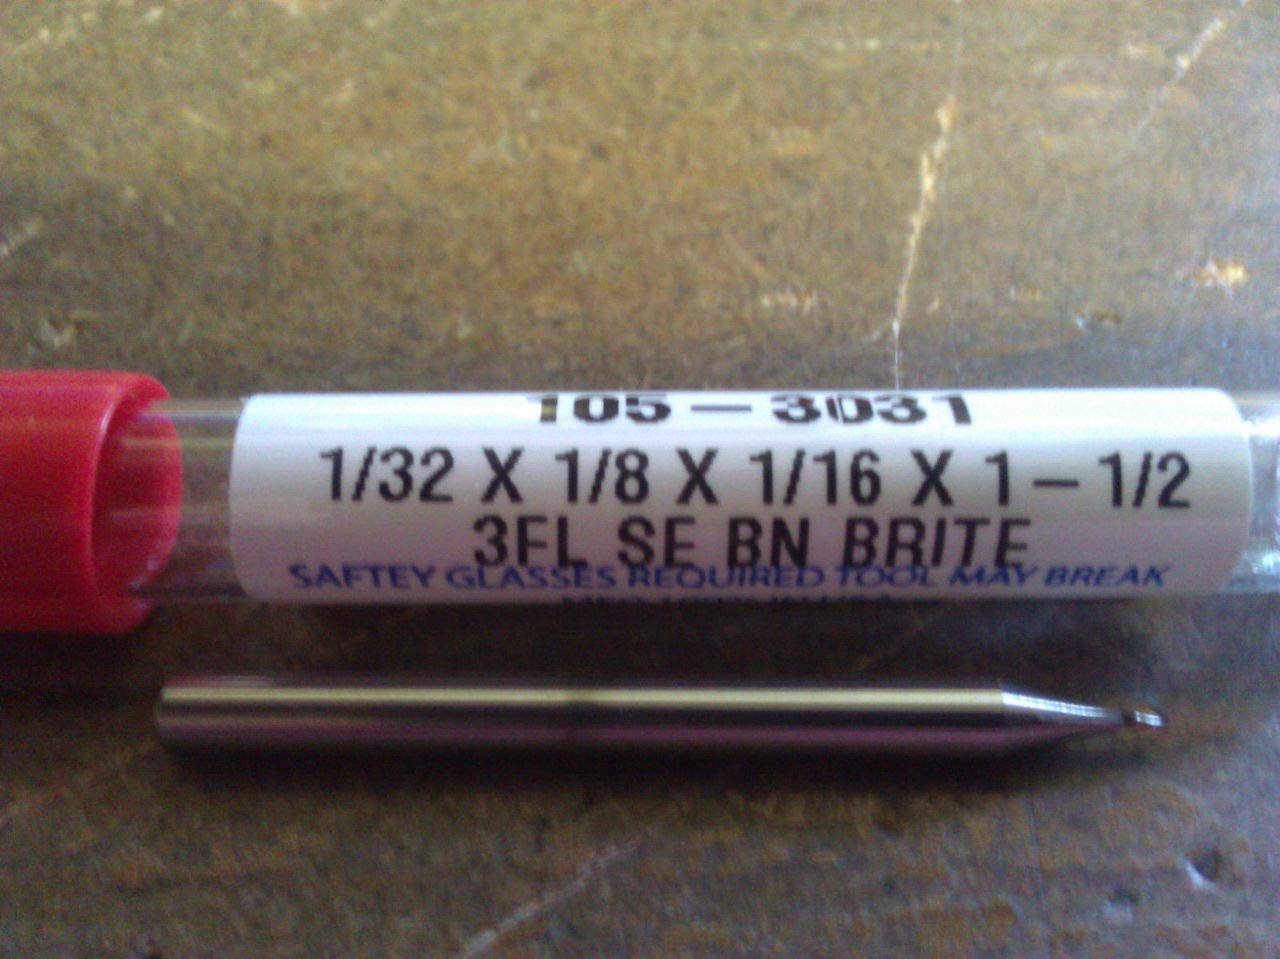 105-3031
1/32 X 1/8 X 1/16 X 1-1/2
3FL SE BN BRITE
SAFTEY GLASSES REQUIRED TOOL MAY BREAK